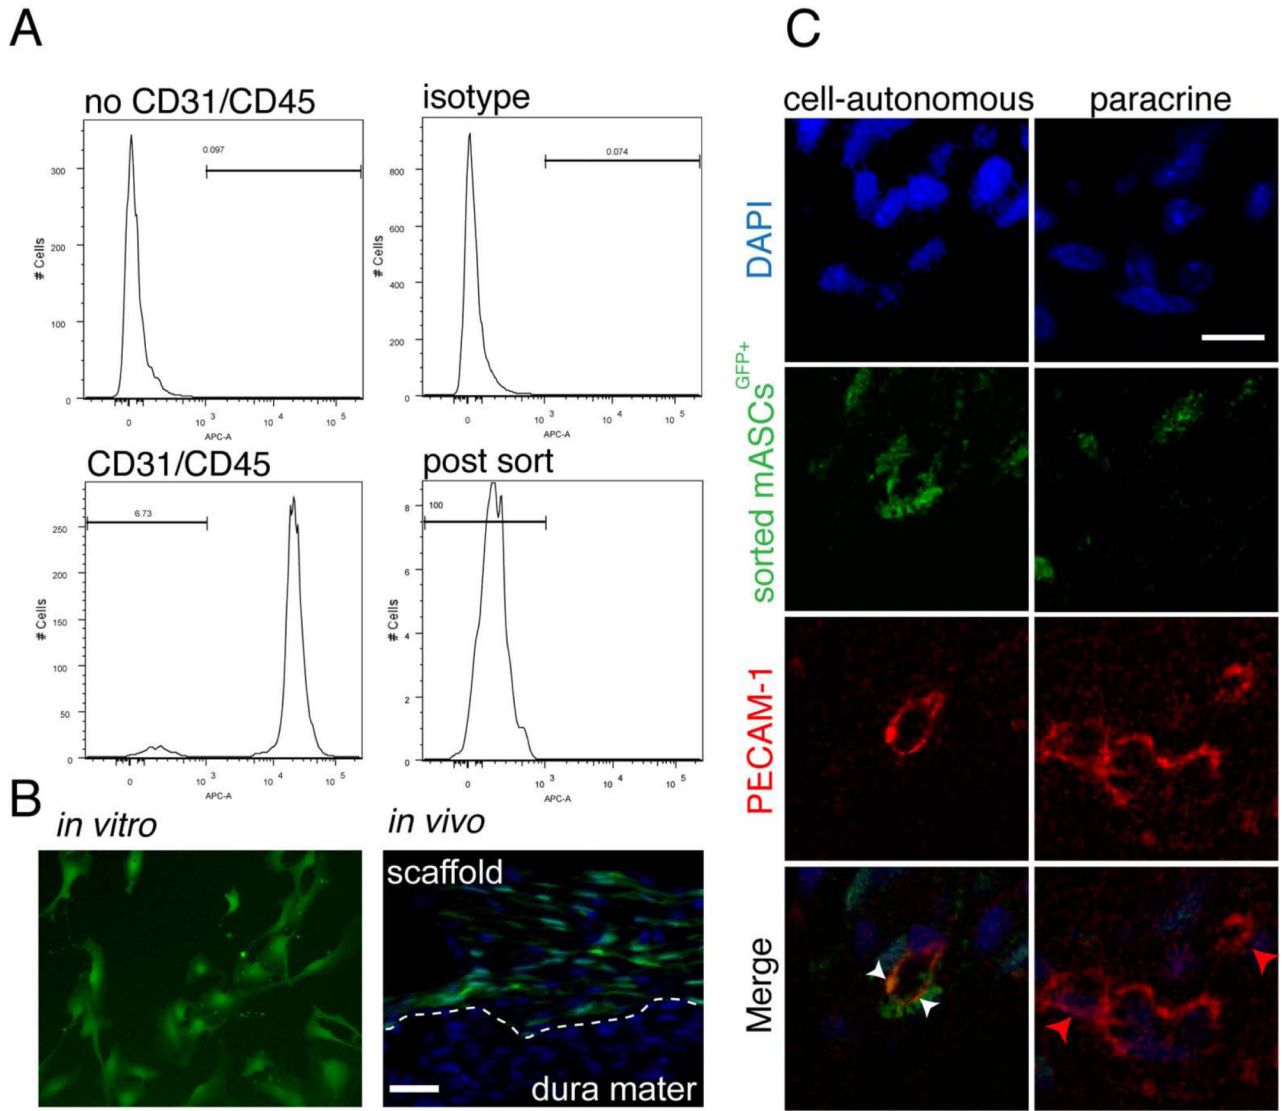 A
no CD31/CD45
0.097
300
200
100
0
# Cells
0
10 3
10 4
10 5
APC-A
isotype
0.074
800
600
400
200
0
# Cells
0
10 3
10 4
10 5
APC-A
CD31/CD45
6.73
250
200
150
100
50
0
# Cells
0
10 3
10 4
10 5
APC-A
post sort
100
8
6
4
2
0
# Cells
0
10 3
10 4
10 5
APC-A
B
in vitro
in vivo
scaffold
dura mater
C
cell-autonomous
paracrine
DAPI
sorted mASCs GFP+
PECAM-1
Merge